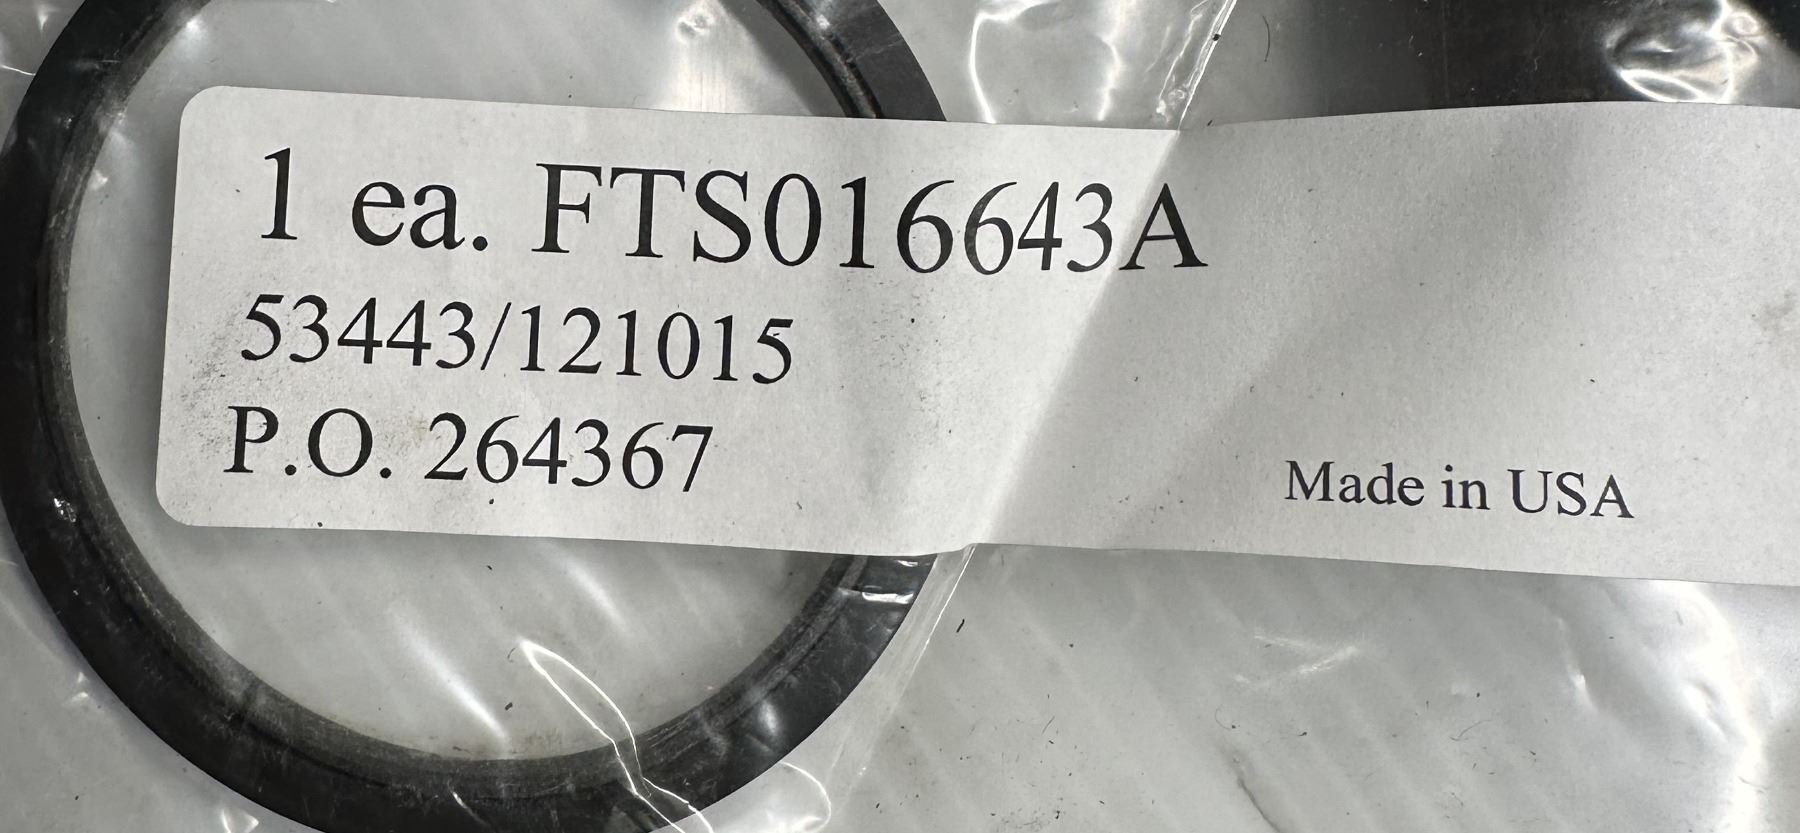 1 ea. FTS016643A
53443/121015
P.O. 264367
Made in USA